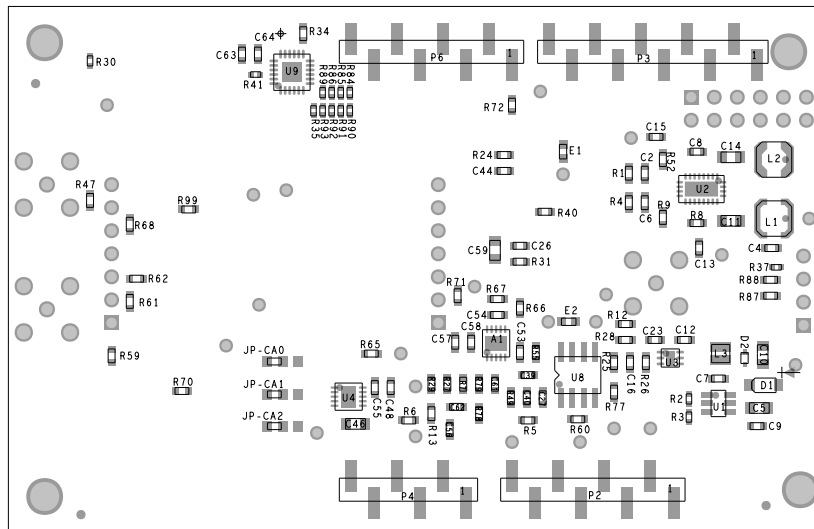 R34
C64
C63
R30
U9
P6
1
P3
1
R41
R89
R86
R85
R84
R35
R93
R92
R91
R90
R72
C15
E1
R52
C8
C14
R24
C2
L2
C44
R1
U2
R47
R99
R40
R4
R9
C6
R8
C11
L1
R68
C59
C26
C4
C13
R31
R37
R62
R88
R71
R67
R87
R61
R66
C54
E2
R12
C57
C58
A1
C53
R28
C23
C12
D2
JP-CA0
R65
R59
U3
L3
C10
R25
C16
R26
U8
C39
C7
D1
R70
JP-CA1
U4
C55
C48
R77
R2
U1
C5
C62
R78
JP-CA2
C46
R6
R13
R5
R60
R3
C9
P4
1
P2
1